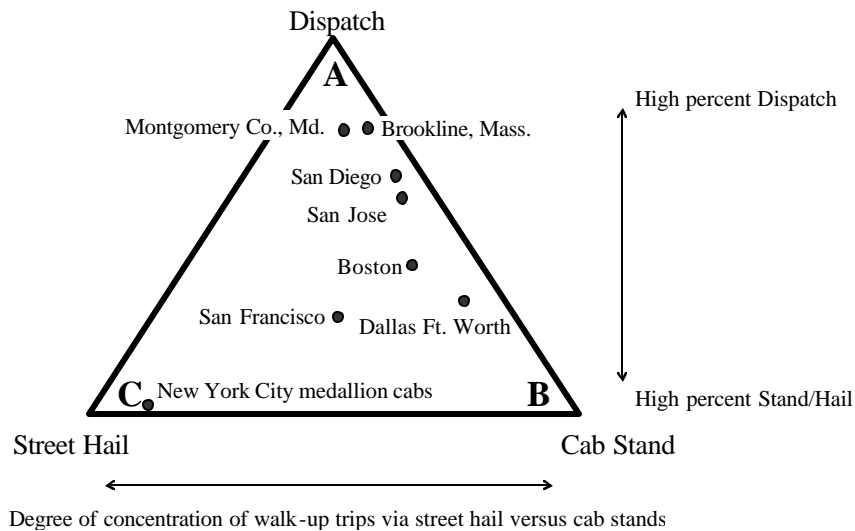 Dispatch
A
High percent Dispatch
Montgomery Co., Md.
Brookline, Mass.
San Diego
San Jose
Boston
San Francisco
Dallas Ft. Worth
C
New York City medallion cabs
B
High percent Stand/Hail
Street Hail
Cab Stand
Degree of concentration of walk-up trips via street hail versus cab stands